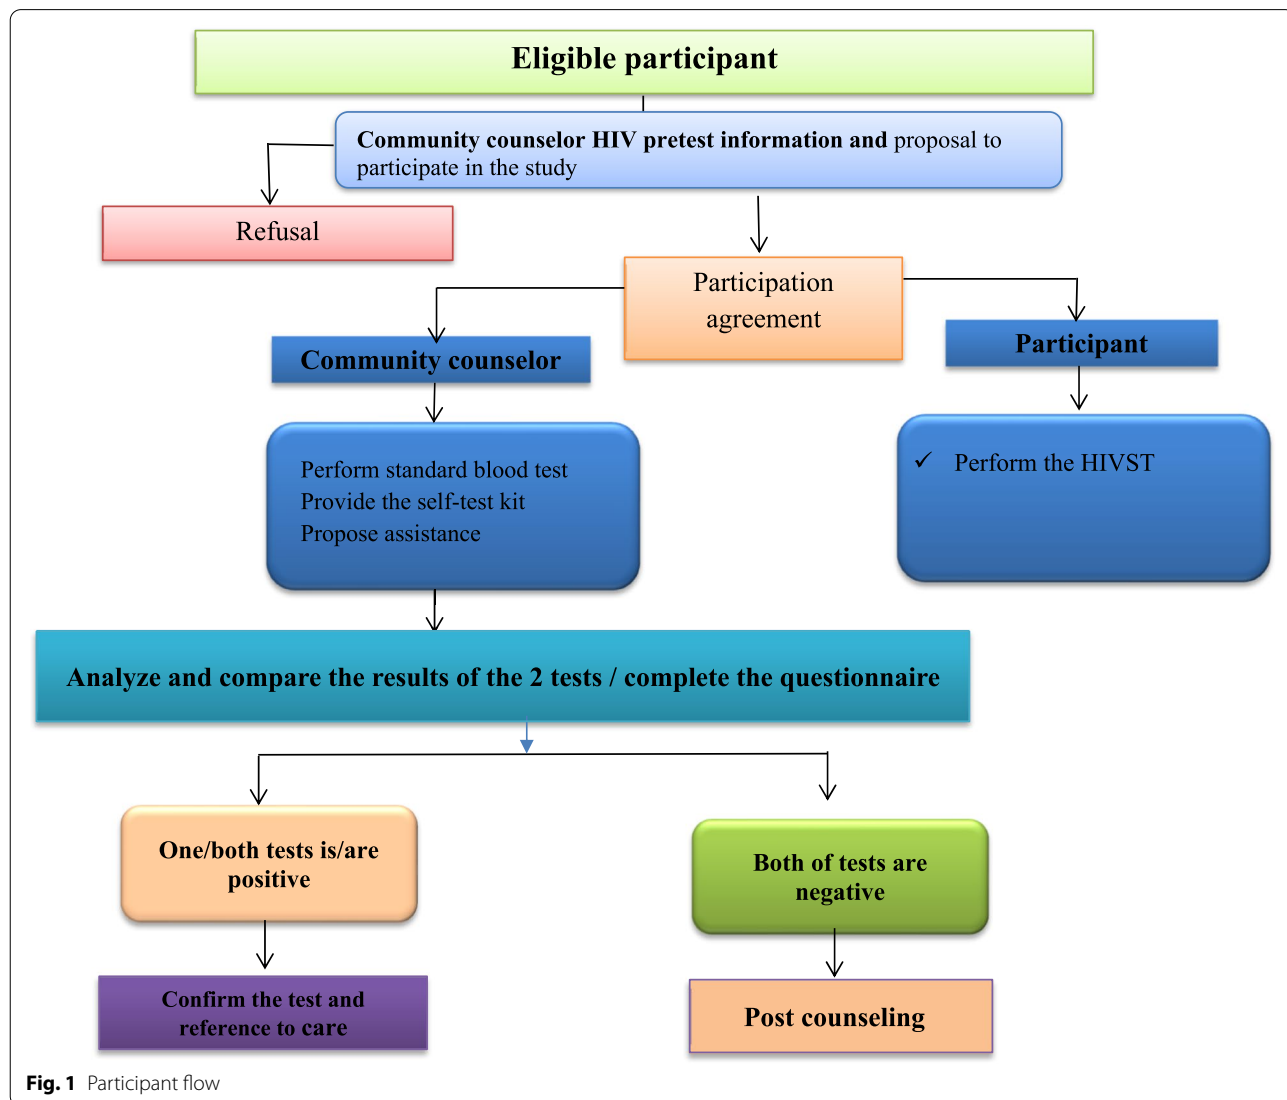 Eligible participant
Community counselor HIV pretest information and proposal to
participate in the study
Refusal
Participation
agreement
Community counselor
Participant
Perform standard blood test
Provide the self-test kit
Propose assistance
✓ Perform the HIVST
Analyze and compare the results of the 2 tests / complete the questionnaire
One/both tests is/are
positive
Both of tests are
negative
Confirm the test and
reference to care
Post counseling
Fig. 1 Participant flow